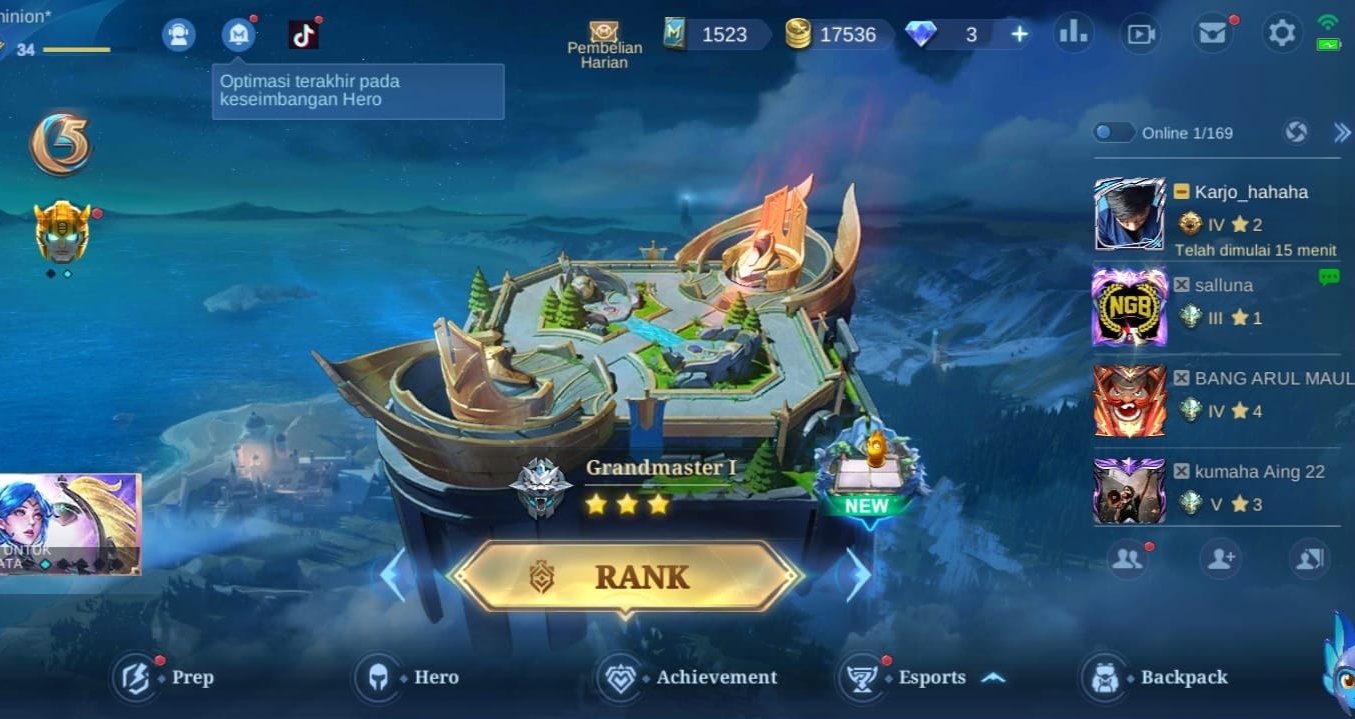 minion*
34
Optimasi terakhir pada
keseimbangan Hero
Pembelian
Harian
1523
17536
3
5
Online 1/169
Karjo_hahaha
IV 2
Telah dimulai 15 menit
salluna
NGB
III 1
BANG ARUL MAUL
IV 4
kumaha Aing 22
V 3
Grandmaster I
NEW
UNTUK
RANK
Prep
Hero
Achievement
Esports
Backpack